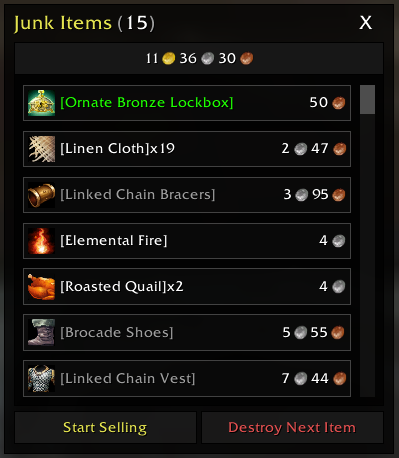 Junk Items (15) X
11 36 30
[Ornate Bronze Lockbox] 50
[Linen Cloth]x19 2 47
[Linked Chain Bracers] 3 95
[Elemental Fire] 4
[Roasted Quail]x2 4
[Brocade Shoes] 5 55
[Linked Chain Vest] 7 44
Start Selling Destroy Next Item